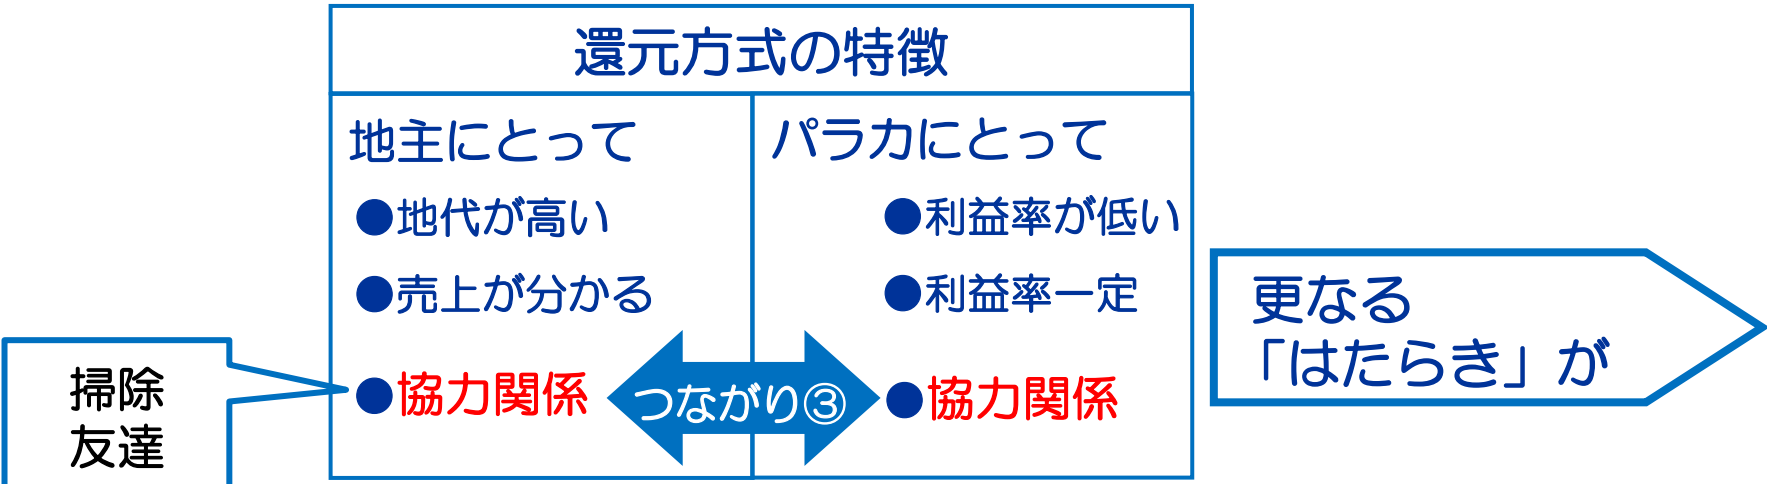 還元方式の特徴
地主にとって
●地代が高い
●売上が分かる
●協力関係
パラカにとって
●利益率が低い
●利益率一定
●協力関係
つながり③
掃除
友達
更なる
「はたらき」が